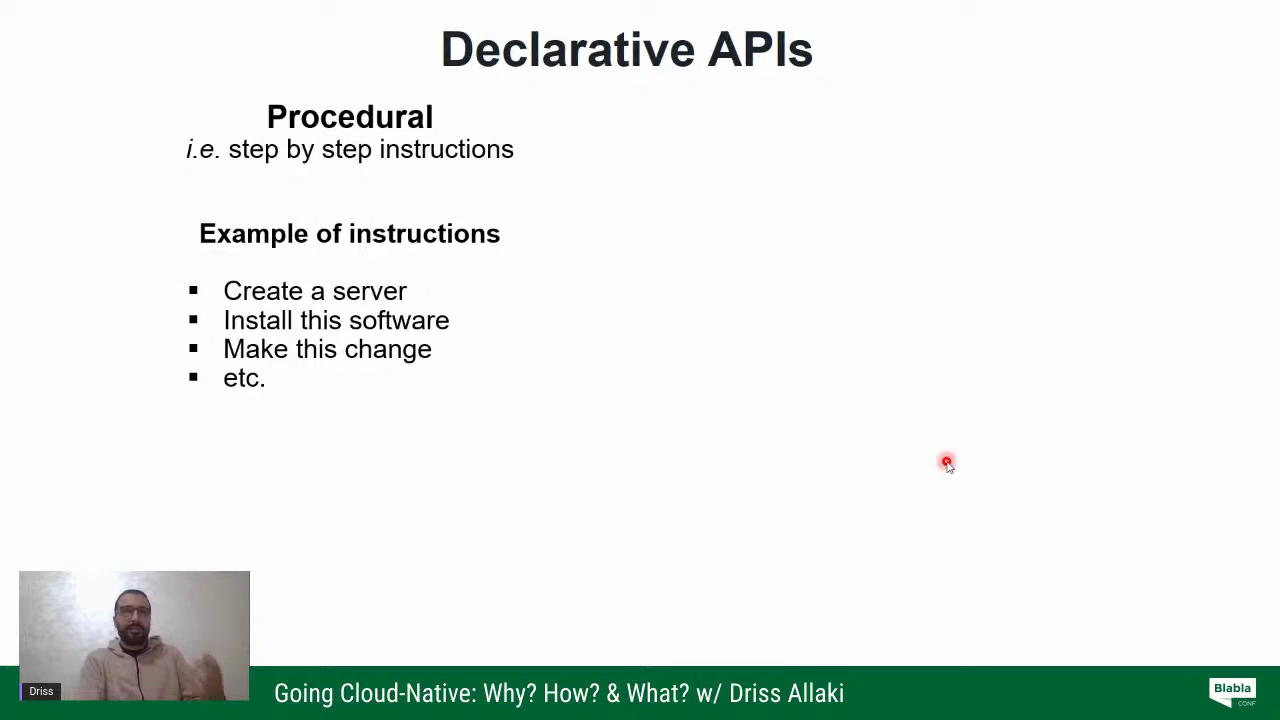 Declarative APIs
Procedural
i.e. step by step instructions
Example of instructions
▪ Create a server
▪ Install this software
▪ Make this change
▪ etc.
Driss
Going Cloud-Native: Why? How? & What? w/ Driss Allaki
Blabla
CONF